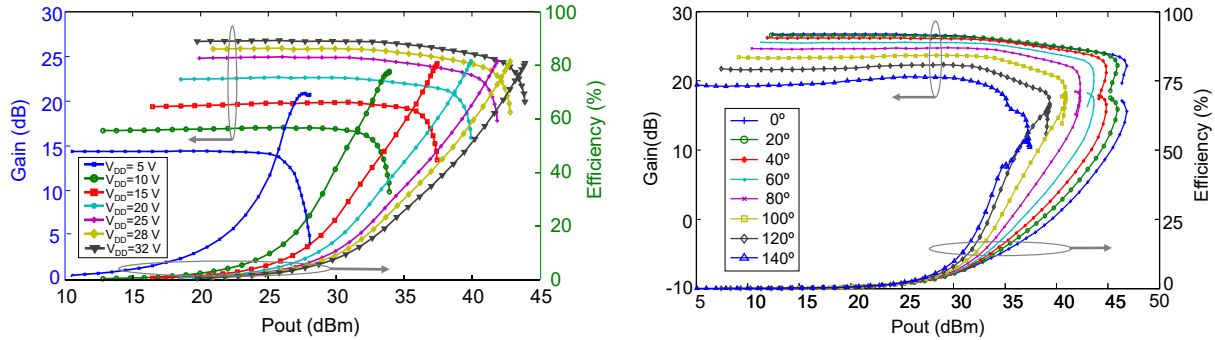 30
25
20
15
10
5
0
Gain (dB)
100
80
60
40
20
0
Efficiency (%)
V_DD= 5 V
V_DD=10 V
V_DD=15 V
V_DD=20 V
V_DD=25 V
V_DD=28 V
V_DD=32 V
10 15 20 25 30 35 40 45
Pout (dBm)
30
20
10
0
-10
Gain(dB)
100
75
50
25
0
Efficiency (%)
0º
20º
40º
60º
80º
100º
120º
140º
5 10 15 20 25 30 35 40 45 50
Pout (dBm)